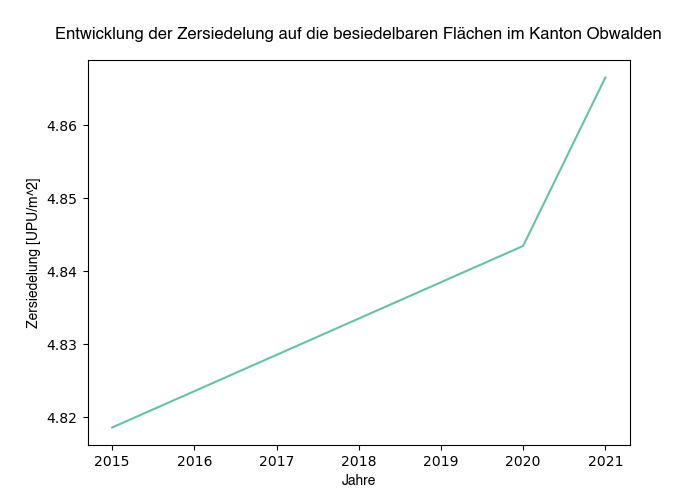 Entwicklung der Zersiedelung auf die besiedelbaren Flächen im Kanton Obwalden
Zersiedelung [UPU/m^2]
4.86
4.85
4.84
4.83
4.82
2015 2016 2017 2018 2019 2020 2021
Jahre